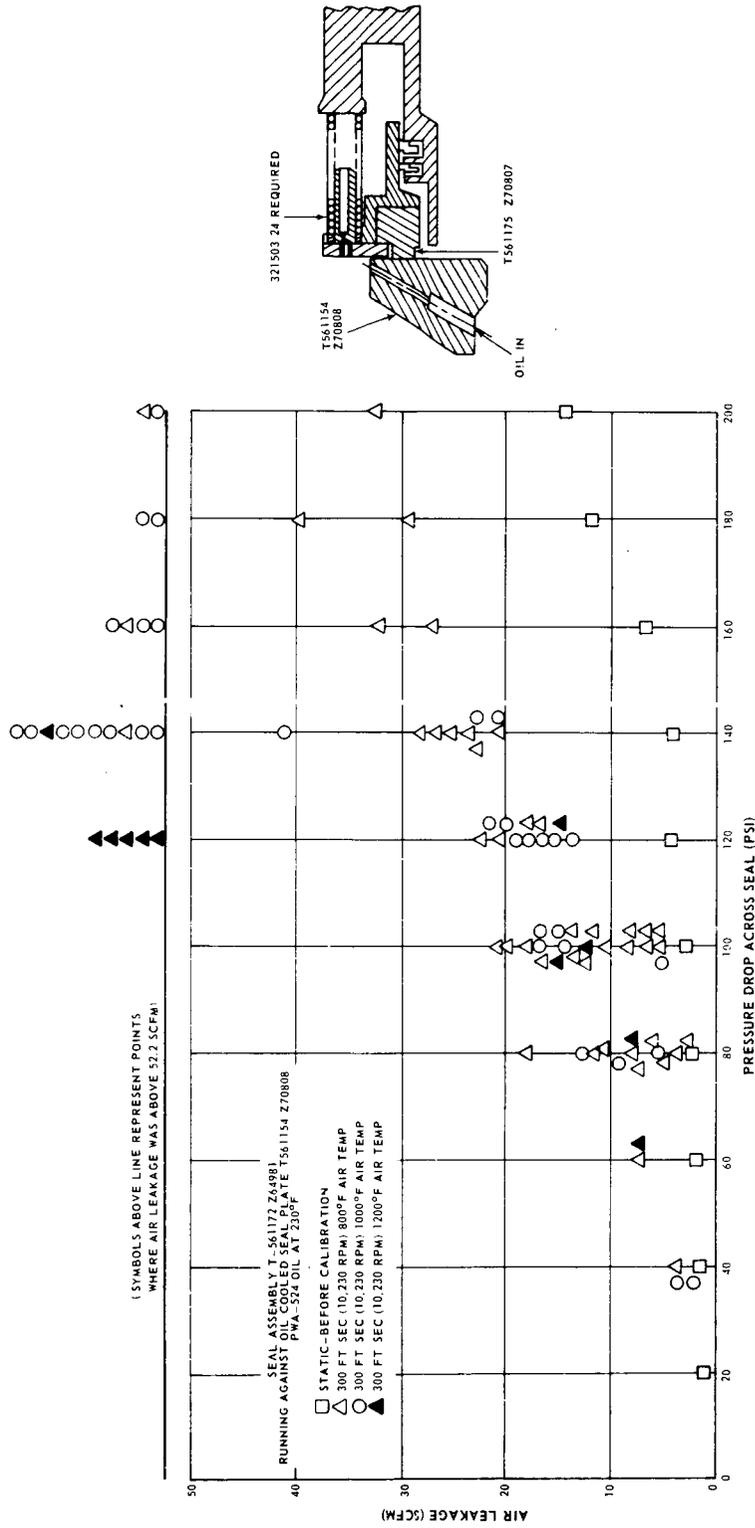 ( SYMBOLS ABOVE LINE REPRESENT POINTS
WHERE AIR LEAKAGE WAS ABOVE 52.2 SCFM)
SEAL ASSEMBLY T-561172 Z64981
RUNNING AGAINST OIL COOLED SEAL PLATE T561154 Z70808
PWA-524 OIL AT 230°F
STATIC-BEFORE CALIBRATION
300 FT SEC (10,230 RPM) 800°F AIR TEMP
300 FT SEC (10,230 RPM) 1000°F AIR TEMP
300 FT SEC (10,230 RPM) 1200°F AIR TEMP
AIR LEAKAGE (SCFM)
50
40
30
20
10
0
0
20
40
60
80
100
120
140
160
180
200
PRESSURE DROP ACROSS SEAL (PSI)
321503 24 REQUIRED
T561154
Z70808
OIL IN
T561175 Z70807